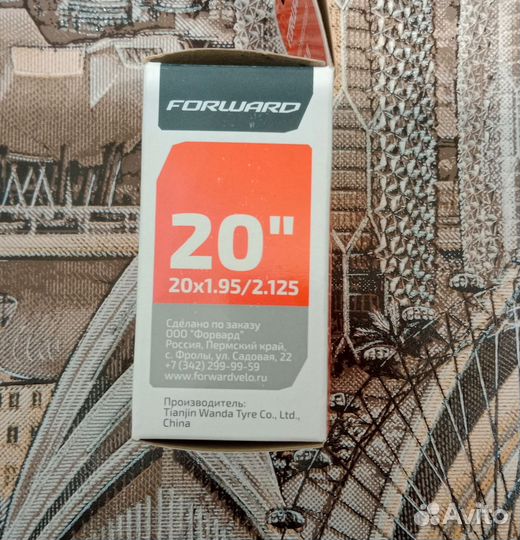 FORWARD
20"
20x1.95/2.125
Сделано по заказу
ООО "Форвард"
Россия, Пермский край,
с. Фролы, ул. Садовая, 22
+7 (342) 299-99-59
www.forwardvelo.ru
Производитель:
Tianjin Wanda Tyre Co., Ltd.,
China
Avito